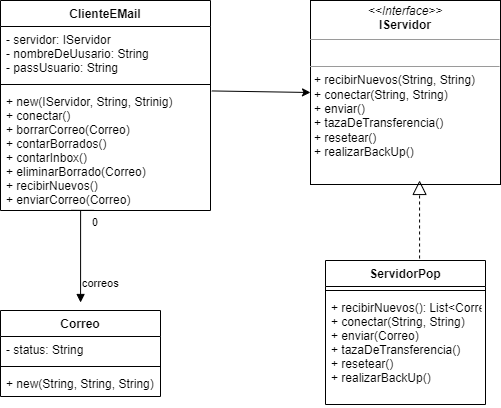 ClienteEMail
- servidor: IServidor
- nombreDeUusario: String
- passUsuario: String
+ new(IServidor, String, Strinig)
+ conectar()
+ borrarCorreo(Correo)
+ contarBorrados()
+ contarInbox()
+ eliminarBorrado(Correo)
+ recibirNuevos()
+ enviarCorreo(Correo)
<<Interface>>
IServidor
+ recibirNuevos(String, String)
+ conectar(String, String)
+ enviar()
+ tazaDeTransferencia()
+ resetear()
+ realizarBackUp()
0
correos
Correo
- status: String
+ new(String, String, String)
ServidorPop
+ recibirNuevos(): List<Corre
+ conectar(String, String)
+ enviar(Correo)
+ tazaDeTransferencia()
+ resetear()
+ realizarBackUp()